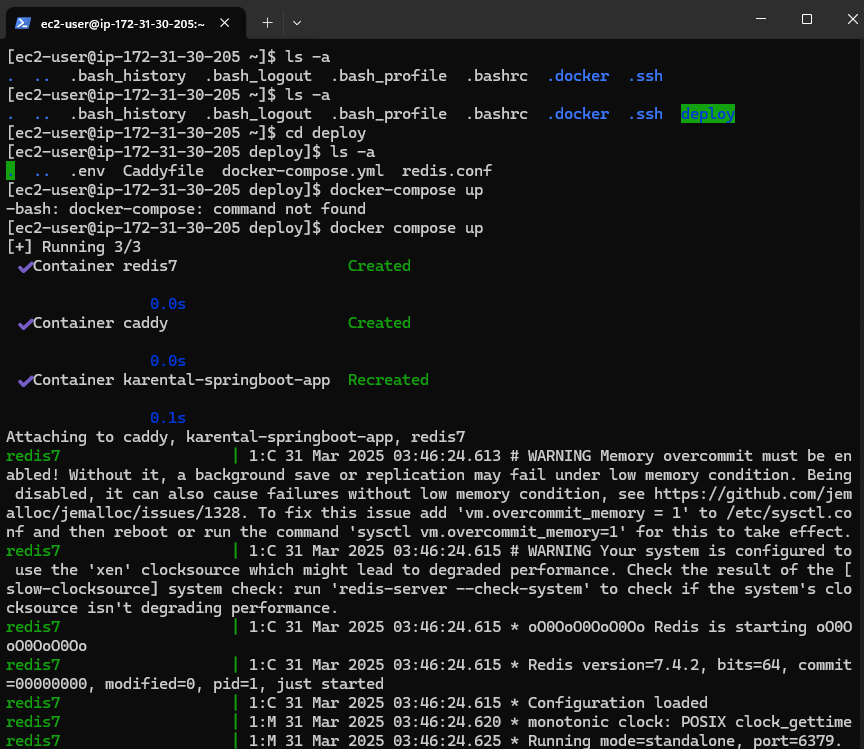 ec2-user@ip-172-31-30-205:~
[ec2-user@ip-172-31-30-205 ~]$ ls -a
.  ..  .bash_history  .bash_logout  .bash_profile  .bashrc  .docker  .ssh
[ec2-user@ip-172-31-30-205 ~]$ ls -a
.  ..  .bash_history  .bash_logout  .bash_profile  .bashrc  .docker  .ssh  deploy
[ec2-user@ip-172-31-30-205 ~]$ cd deploy
[ec2-user@ip-172-31-30-205 deploy]$ ls -a
.  ..  .env  Caddyfile  docker-compose.yml  redis.conf
[ec2-user@ip-172-31-30-205 deploy]$ docker-compose up
-bash: docker-compose: command not found
[ec2-user@ip-172-31-30-205 deploy]$ docker compose up
[+] Running 3/3
✔Container redis7                   Created
0.0s
✔Container caddy                    Created
0.0s
✔Container karental-springboot-app  Recreated
0.1s
Attaching to caddy, karental-springboot-app, redis7
redis7                   | 1:C 31 Mar 2025 03:46:24.613 # WARNING Memory overcommit must be en
abled! Without it, a background save or replication may fail under low memory condition. Being
 disabled, it can also cause failures without low memory condition, see https://github.com/jem
alloc/jemalloc/issues/1328. To fix this issue add 'vm.overcommit_memory = 1' to /etc/sysctl.co
nf and then reboot or run the command 'sysctl vm.overcommit_memory=1' for this to take effect.
redis7                   | 1:C 31 Mar 2025 03:46:24.615 # WARNING Your system is configured to
 use the 'xen' clocksource which might lead to degraded performance. Check the result of the [
slow-clocksource] system check: run 'redis-server --check-system' to check if the system's clo
cksource isn't degrading performance.
redis7                   | 1:C 31 Mar 2025 03:46:24.615 * oO0OoO0OoO0Oo Redis is starting oO0O
oO0OoO0Oo
redis7                   | 1:C 31 Mar 2025 03:46:24.615 * Redis version=7.4.2, bits=64, commit
=00000000, modified=0, pid=1, just started
redis7                   | 1:C 31 Mar 2025 03:46:24.615 * Configuration loaded
redis7                   | 1:M 31 Mar 2025 03:46:24.620 * monotonic clock: POSIX clock_gettime
redis7                   | 1:M 31 Mar 2025 03:46:24.625 * Running mode=standalone, port=6379.